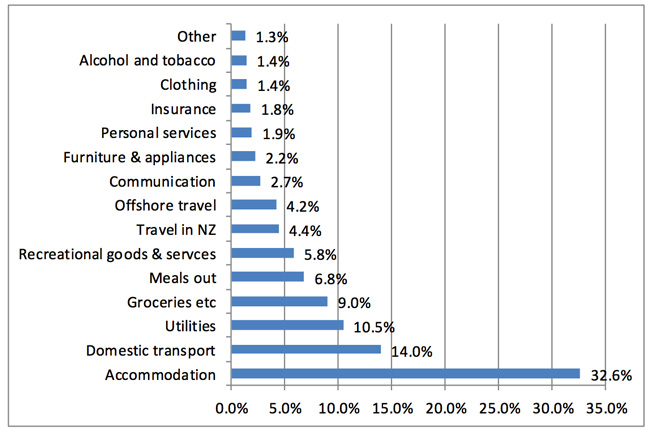 Other 1.3%
Alcohol and tobacco 1.4%
Clothing 1.4%
Insurance 1.8%
Personal services 1.9%
Furniture & appliances 2.2%
Communication 2.7%
Offshore travel 4.2%
Travel in NZ 4.4%
Recreational goods & servces 5.8%
Meals out 6.8%
Groceries etc 9.0%
Utilities 10.5%
Domestic transport 14.0%
Accommodation 32.6%
0.0% 5.0% 10.0% 15.0% 20.0% 25.0% 30.0% 35.0%